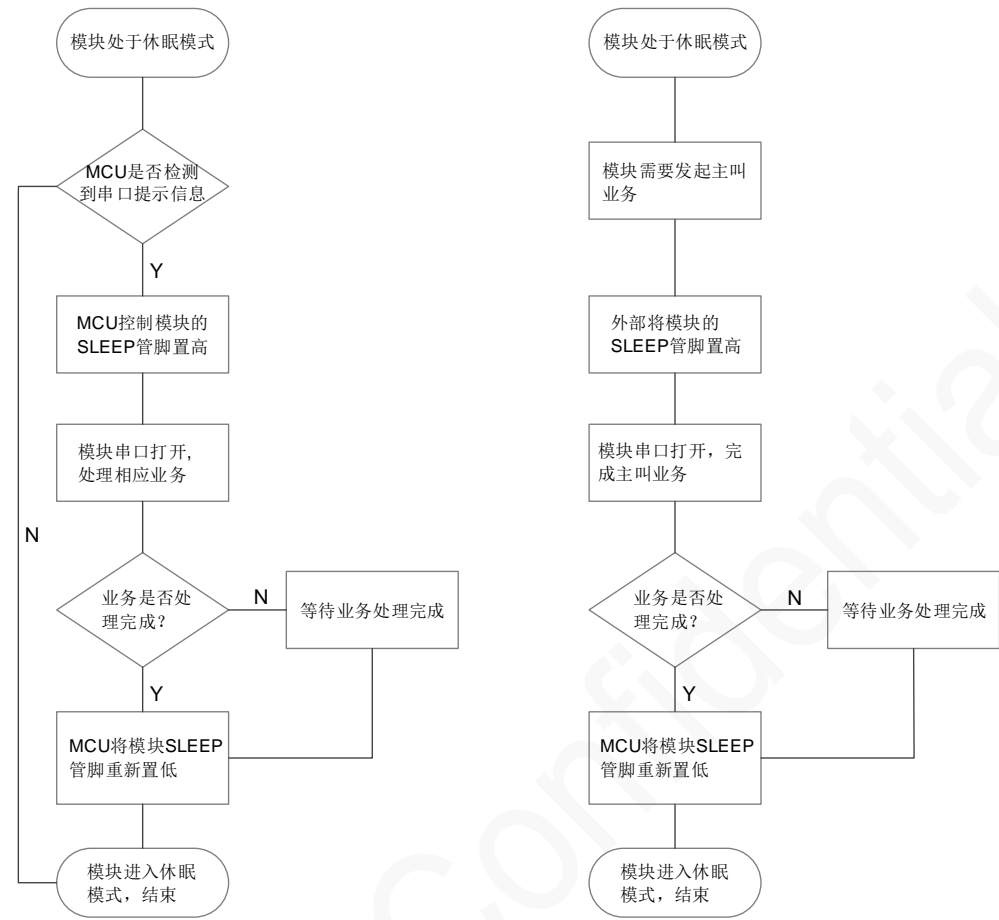 模块处于休眠模式
MCU是否检测
到串口提示信息
Y
MCU控制模块的
SLEEP管脚置高
模块串口打开,
处理相应业务
N
业务是否处
理完成?
N
等待业务处理完成
Y
MCU将模块SLEEP
管脚重新置低
模块进入休眠
模式，结束
模块处于休眠模式
模块需要发起主叫
业务
外部将模块的
SLEEP管脚置高
模块串口打开，完
成主叫业务
业务是否处
理完成?
N
等待业务处理完成
Y
MCU将模块SLEEP
管脚重新置低
模块进入休眠
模式，结束
Confidential